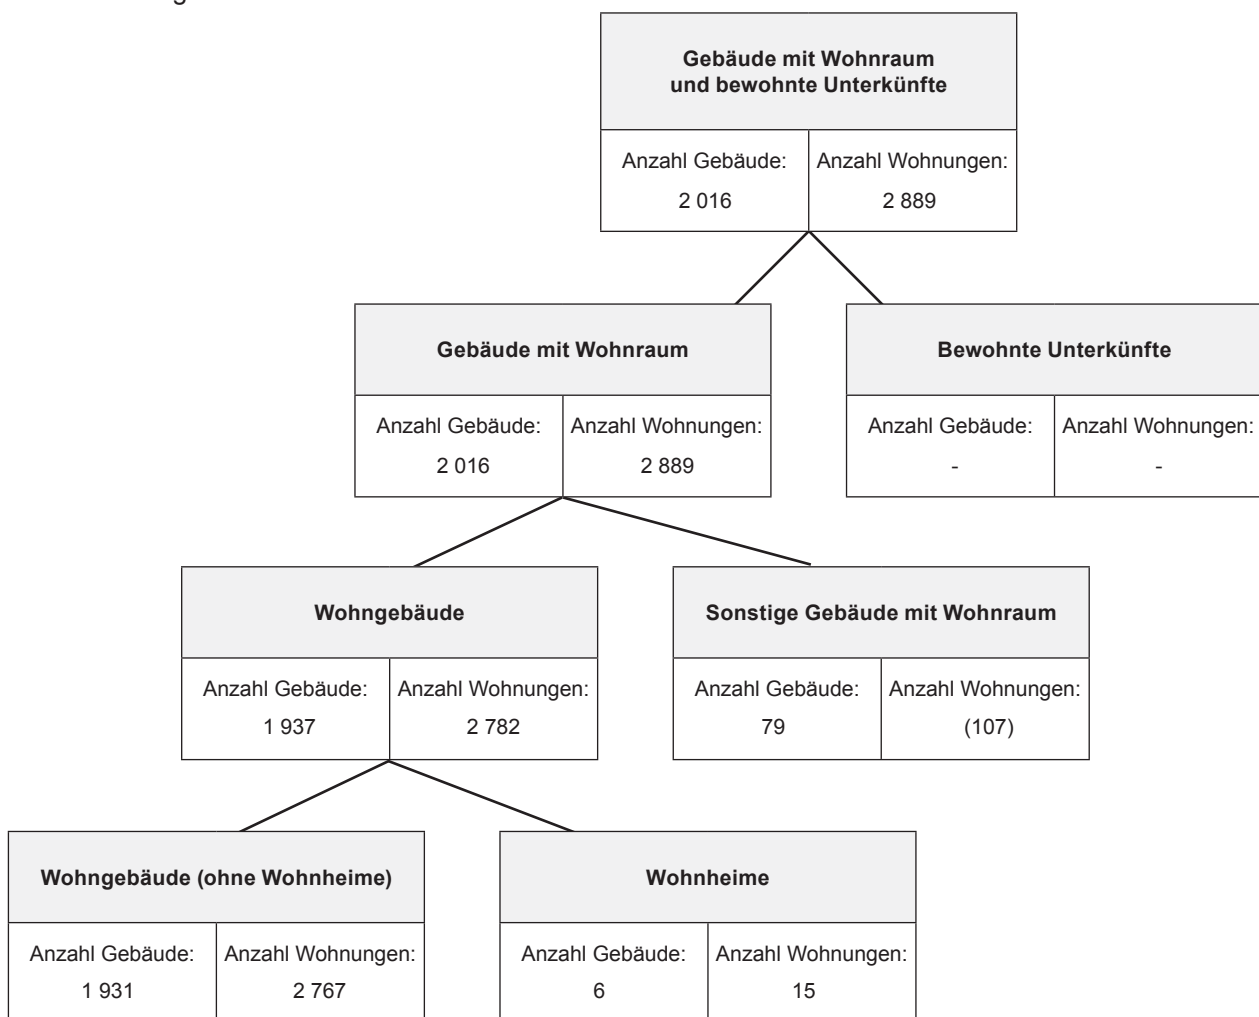 Gebäude mit Wohnraum
und bewohnte Unterkünfte
Anzahl Gebäude:
2 016
Anzahl Wohnungen:
2 889
Gebäude mit Wohnraum
Anzahl Gebäude:
2 016
Anzahl Wohnungen:
2 889
Bewohnte Unterkünfte
Anzahl Gebäude:
-
Anzahl Wohnungen:
-
Wohngebäude
Anzahl Gebäude:
1 937
Anzahl Wohnungen:
2 782
Sonstige Gebäude mit Wohnraum
Anzahl Gebäude:
79
Anzahl Wohnungen:
(107)
Wohngebäude (ohne Wohnheime)
Anzahl Gebäude:
1 931
Anzahl Wohnungen:
2 767
Wohnheime
Anzahl Gebäude:
6
Anzahl Wohnungen:
15